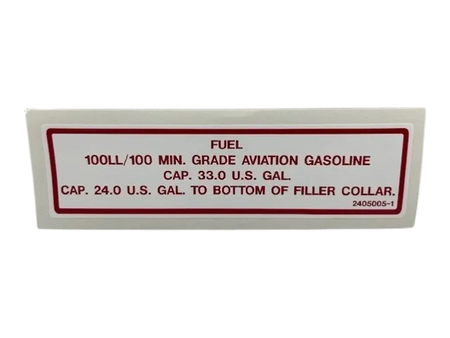 FUEL
100LL/100 MIN. GRADE AVIATION GASOLINE
CAP. 33.0 U.S. GAL.
CAP. 24.0 U.S. GAL. TO BOTTOM OF FILLER COLLAR.
2405005-1